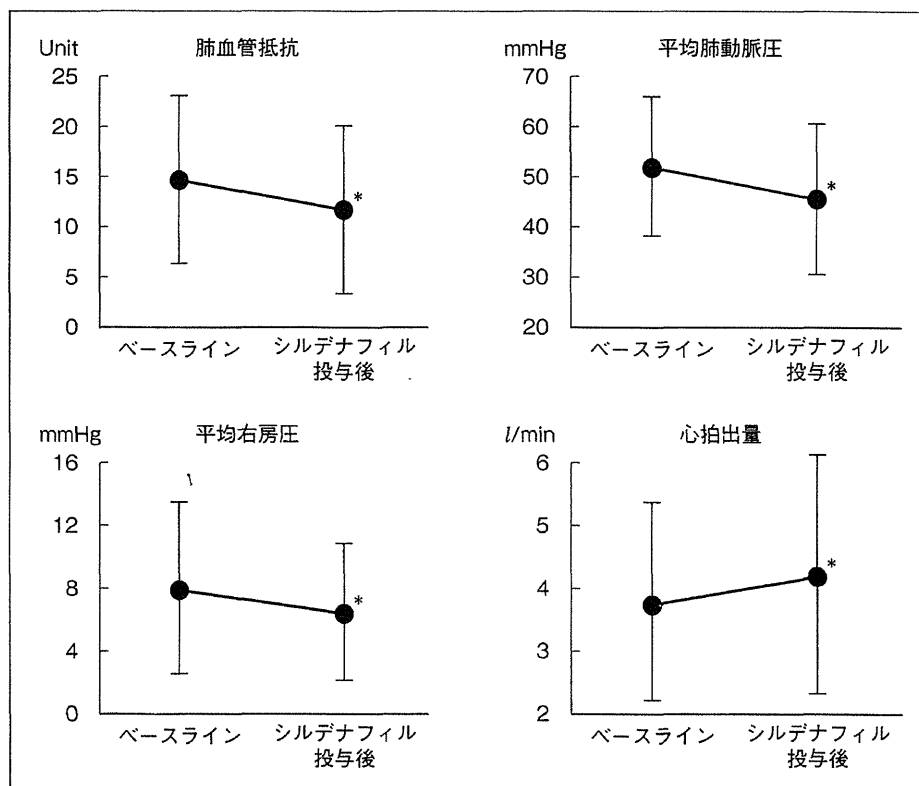 Unit 肺血管抵抗
25
20
15
10
5
0
*
ベースライン シルデナフィル
投与後
mmHg 平均肺動脈圧
70
60
50
40
30
20
*
ベースライン シルデナフィル
投与後
mmHg 平均右房圧
16
12
8
4
0
*
ベースライン シルデナフィル
投与後
l/min 心拍出量
6
5
4
3
2
*
ベースライン シルデナフィル
投与後